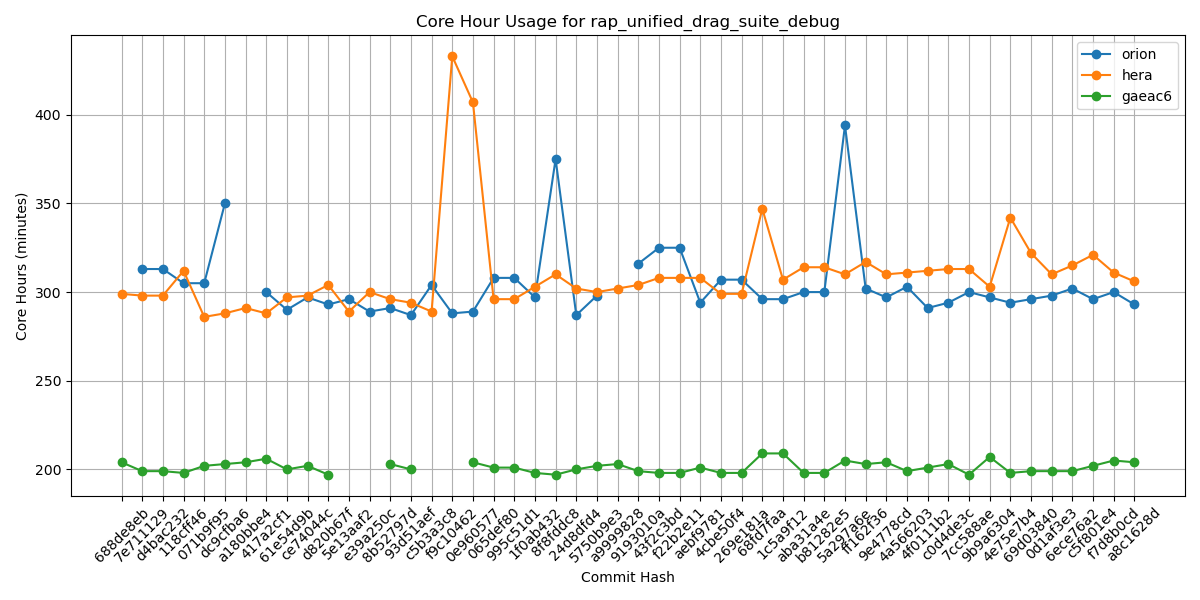 Core Hour Usage for rap_unified_drag_suite_debug
orion
hera
gaeac6
Core Hours (minutes)
400
350
300
250
200
688de8eb
7e711129
d4bac232
118cff46
071b9f95
dc9cfba6
a180bbe4
417a2cf1
61e54d9b
ce74044c
d820b67f
5e13aaf2
e39a250c
8b52797d
93d51aef
c5b3a3c8
f9c10462
0e960577
065def80
995c51d1
1f0ab432
8f8fddc8
24d8dfd4
5750b9e3
a9999828
9193010a
43f253bd
f22b2e11
aebf9781
4cbe50f4
269e181a
68fd7faa
1c5a9f12
aba31a4e
b81282e5
5a297a6e
ff162f36
9e4778cd
4a566203
4f011b2
c0d4de3c
7cc588ae
9b9a6304
4e75e7b4
69d03840
0d1af3e3
6ece76a2
c5f801e4
f7d8b0cd
a8c1628d
Commit Hash